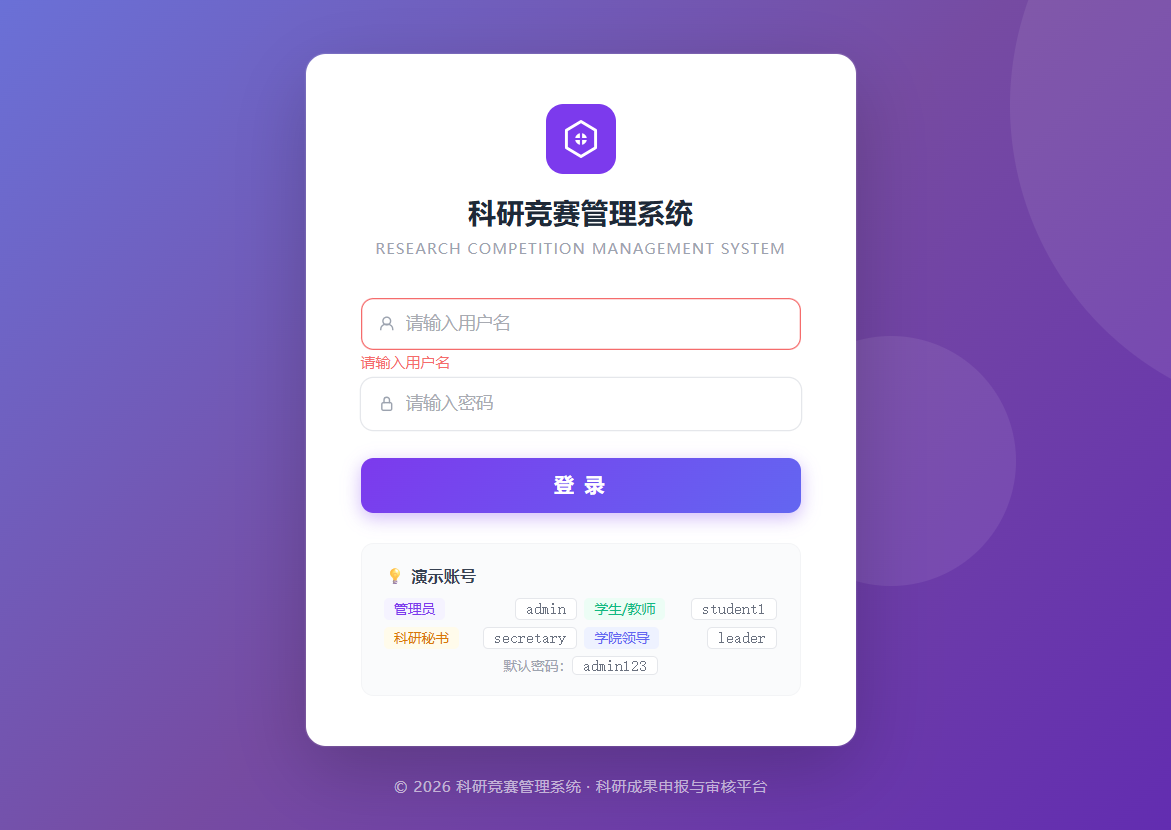 科研竞赛管理系统
RESEARCH COMPETITION MANAGEMENT SYSTEM
请输入用户名
请输入用户名
请输入密码
登 录
演示账号
管理员 admin 学生/教师 student1
科研秘书 secretary 学院领导 leader
默认密码： admin123
© 2026 科研竞赛管理系统 · 科研成果申报与审核平台